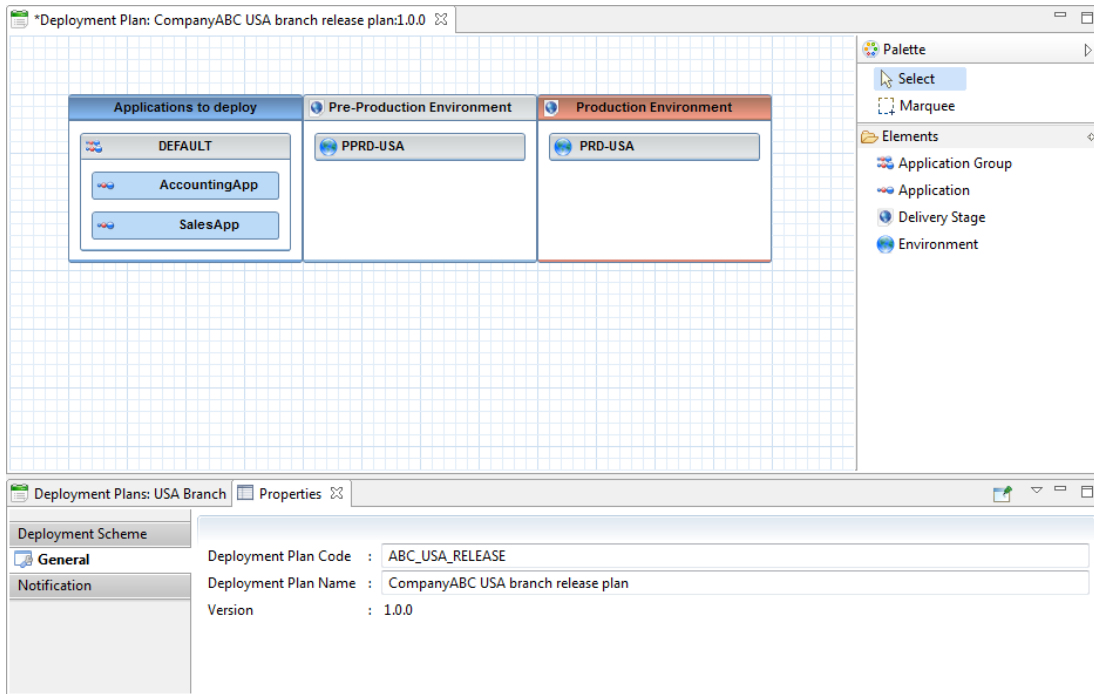 *Deployment Plan: CompanyABC USA branch release plan:1.0.0
Palette
Select
Marquee
Elements
Application Group
Application
Delivery Stage
Environment
Applications to deploy
Pre-Production Environment
Production Environment
DEFAULT
PPRD-USA
PRD-USA
AccountingApp
SalesApp
Deployment Plans: USA Branch
Properties
Deployment Scheme
General
Notification
Deployment Plan Code : ABC_USA_RELEASE
Deployment Plan Name : CompanyABC USA branch release plan
Version : 1.0.0